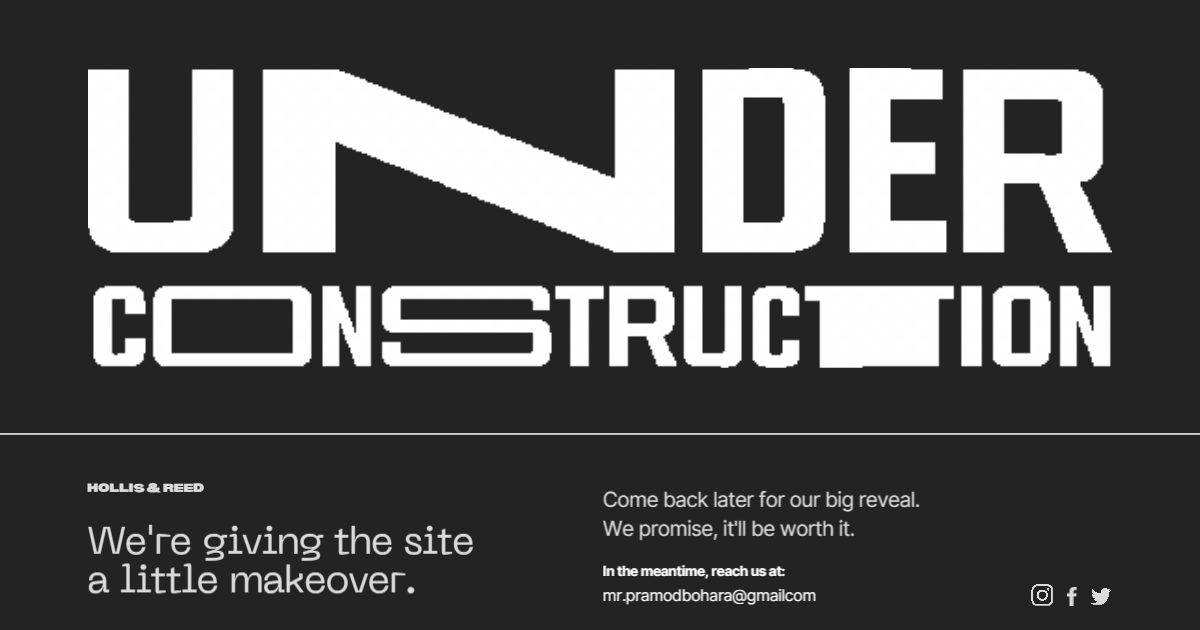 UNDER
CONSTRUCTION
HOLLIS & REED
We're giving the site
a little makeover.
Come back later for our big reveal.
We promise, it'll be worth it.
In the meantime, reach us at:
mr.pramodbohara@gmailcom